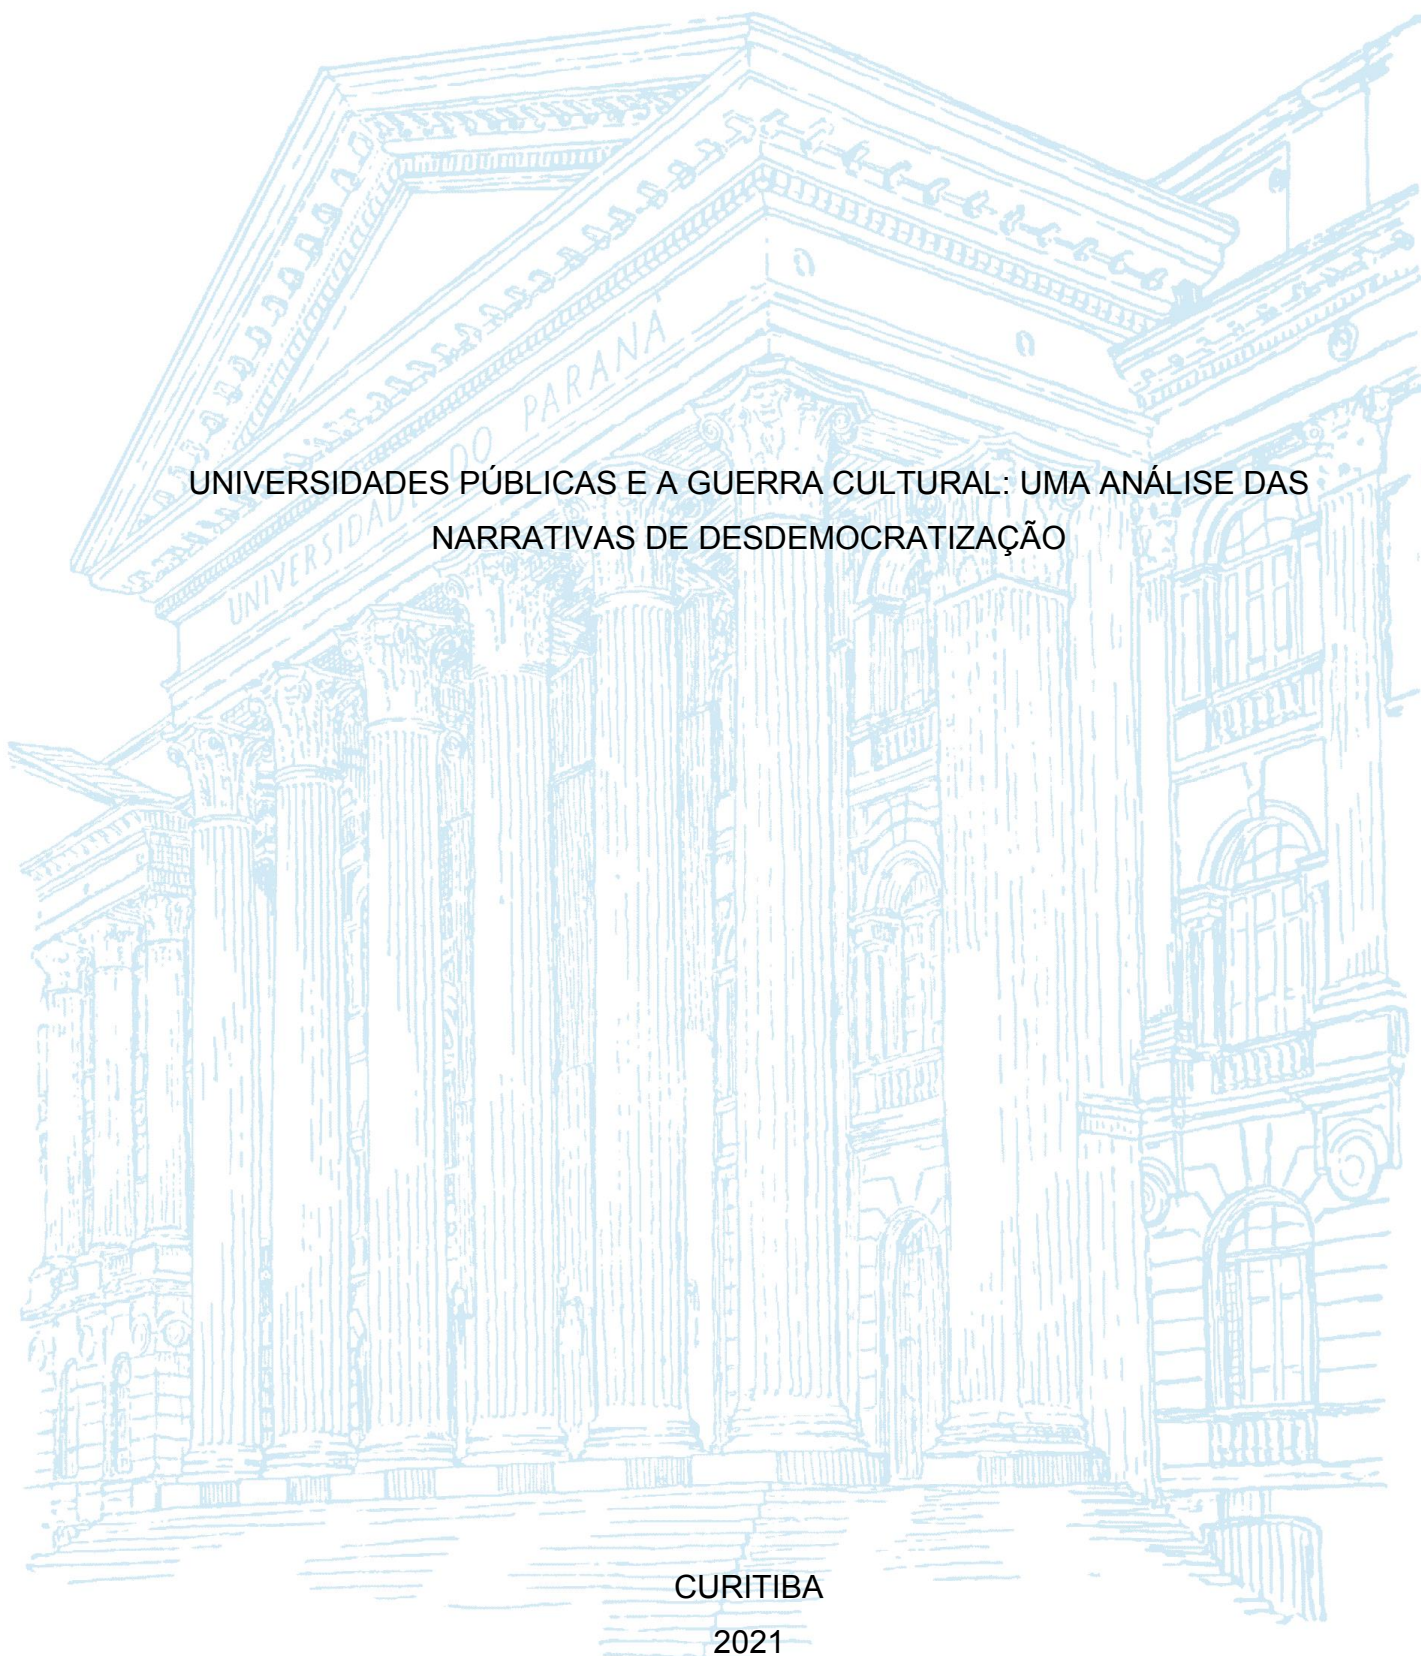 UNIVERSIDADE DO PARANÁ
UNIVERSIDADES PÚBLICAS E A GUERRA CULTURAL: UMA ANÁLISE DAS
NARRATIVAS DE DESDEMOCRATIZAÇÃO
CURITIBA
2021